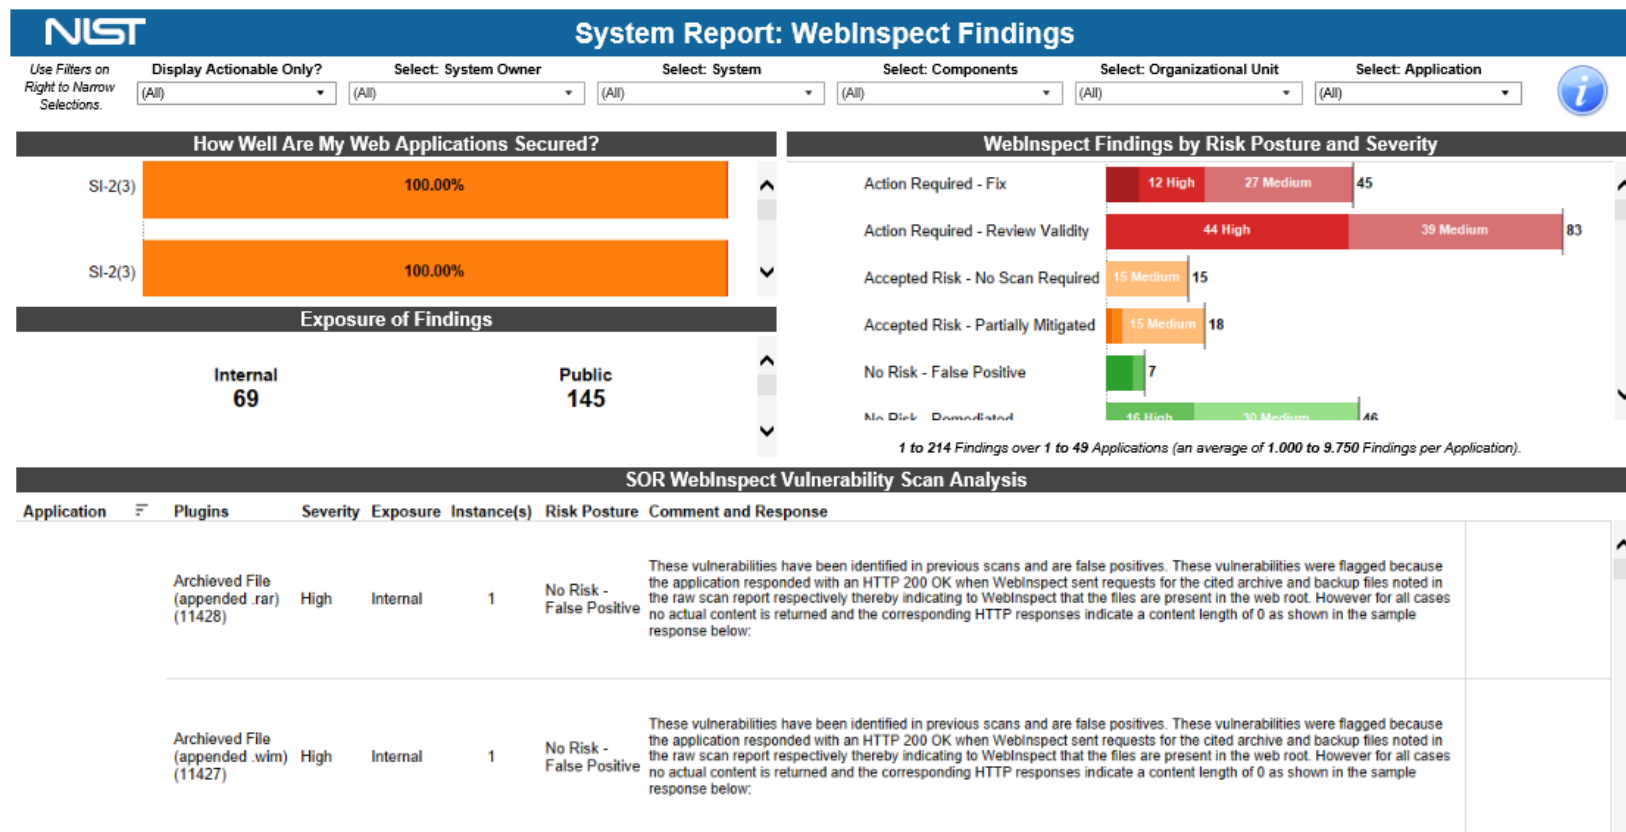 NIST
System Report: WebInspect Findings
Use Filters on
Right to Narrow
Selections.
Display Actionable Only?
(All)
Select: System Owner
(All)
Select: System
(All)
Select: Components
(All)
Select: Organizational Unit
(All)
Select: Application
(All)
i
How Well Are My Web Applications Secured?
SI-2(3)
100.00%
SI-2(3)
100.00%
Exposure of Findings
Internal
69
Public
145
WebInspect Findings by Risk Posture and Severity
Action Required - Fix 12 High 27 Medium 45
Action Required - Review Validity 44 High 39 Medium 83
Accepted Risk - No Scan Required 15 Medium 15
Accepted Risk - Partially Mitigated 15 Medium 18
No Risk - False Positive 7
No Risk - Remediated 16 High 30 Medium 46
1 to 214 Findings over 1 to 49 Applications (an average of 1.000 to 9.750 Findings per Application).
SOR WebInspect Vulnerability Scan Analysis
Application Plugins Severity Exposure Instance(s) Risk Posture Comment and Response
Archieved File
(appended .rar)
(11428)
High
Internal
1
No Risk -
False Positive
These vulnerabilities have been identified in previous scans and are false positives. These vulnerabilities were flagged because
the application responded with an HTTP 200 OK when WebInspect sent requests for the cited archive and backup files noted in
the raw scan report respectively thereby indicating to WebInspect that the files are present in the web root. However for all cases
no actual content is returned and the corresponding HTTP responses indicate a content length of 0 as shown in the sample
response below:
Archieved File
(appended .wim)
(11427)
High
Internal
1
No Risk -
False Positive
These vulnerabilities have been identified in previous scans and are false positives. These vulnerabilities were flagged because
the application responded with an HTTP 200 OK when WebInspect sent requests for the cited archive and backup files noted in
the raw scan report respectively thereby indicating to WebInspect that the files are present in the web root. However for all cases
no actual content is returned and the corresponding HTTP responses indicate a content length of 0 as shown in the sample
response below: